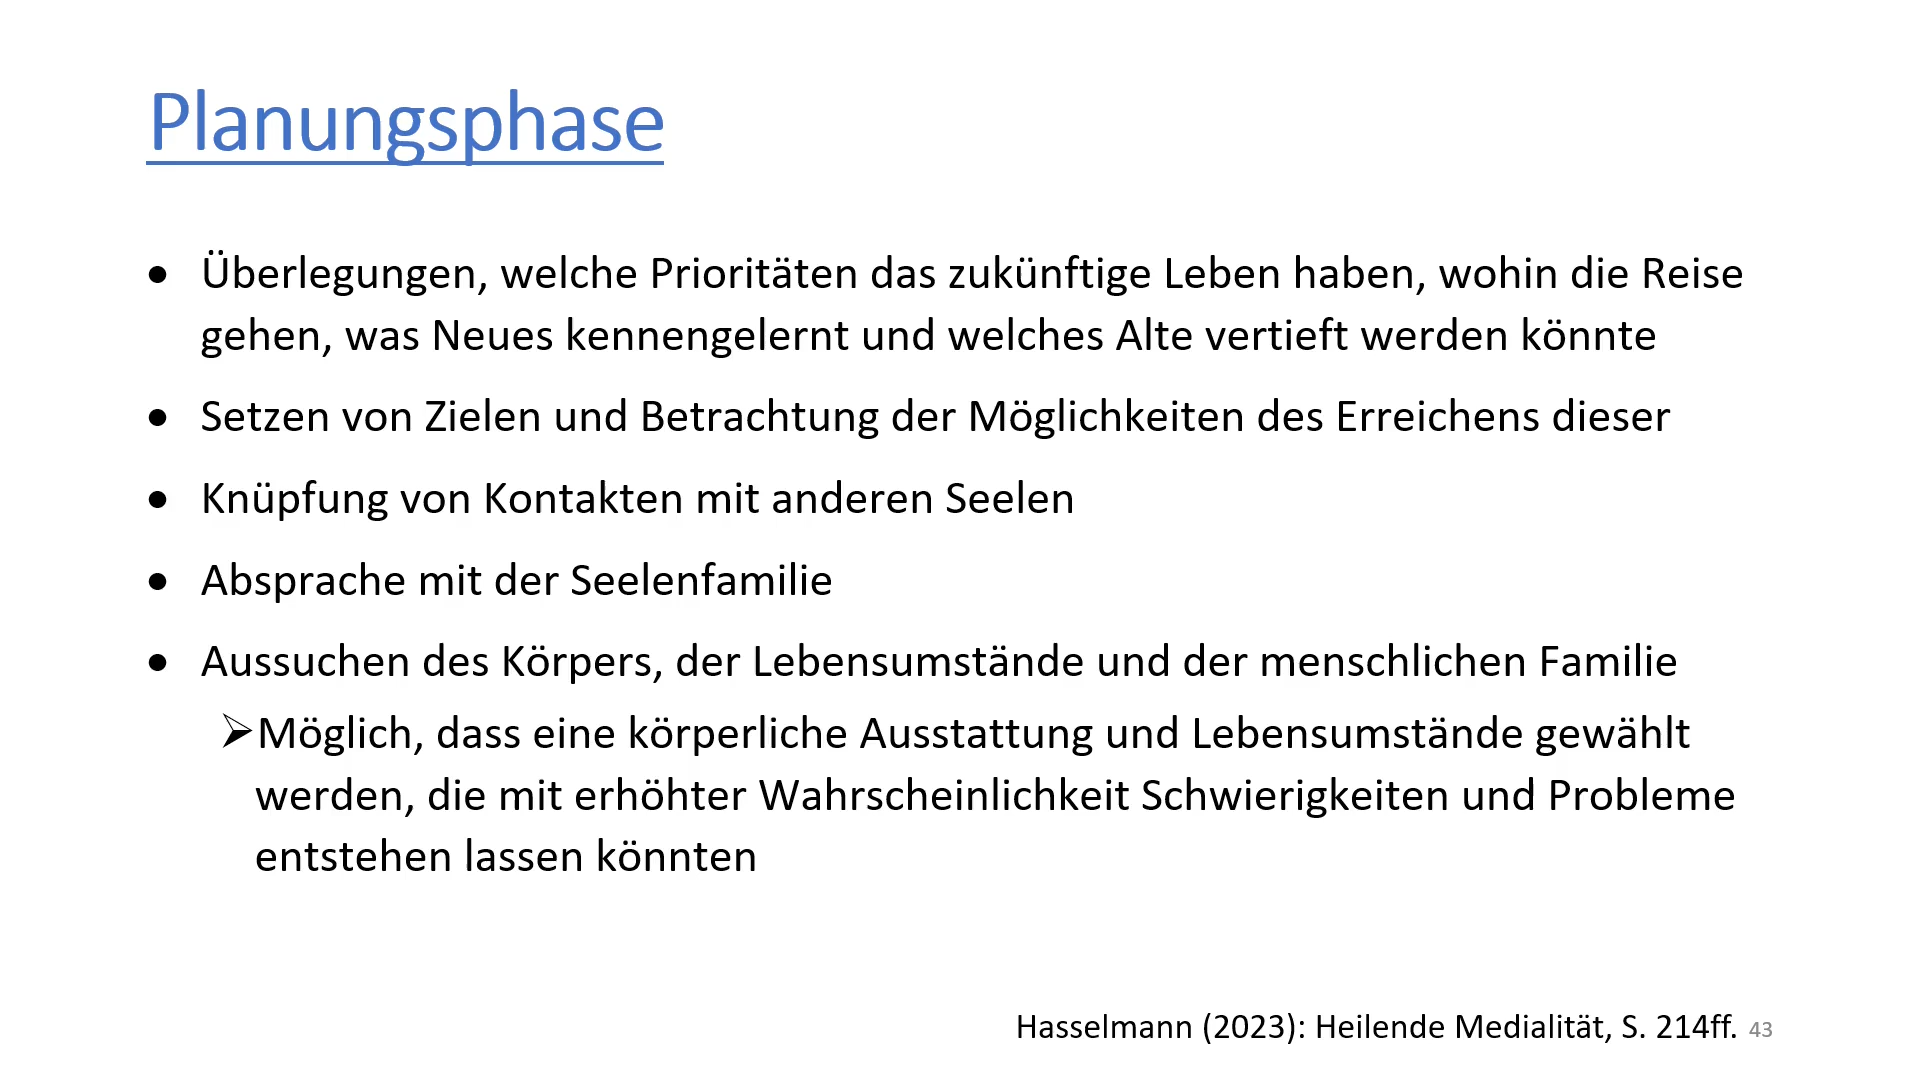 Planungsphase
• Überlegungen, welche Prioritäten das zukünftige Leben haben, wohin die Reise
gehen, was Neues kennengelernt und welches Alte vertieft werden könnte
• Setzen von Zielen und Betrachtung der Möglichkeiten des Erreichens dieser
• Knüpfung von Kontakten mit anderen Seelen
• Absprache mit der Seelenfamilie
• Aussuchen des Körpers, der Lebensumstände und der menschlichen Familie
➢Möglich, dass eine körperliche Ausstattung und Lebensumstände gewählt
werden, die mit erhöhter Wahrscheinlichkeit Schwierigkeiten und Probleme
entstehen lassen könnten
Hasselmann (2023): Heilende Medialität, S. 214ff. 43